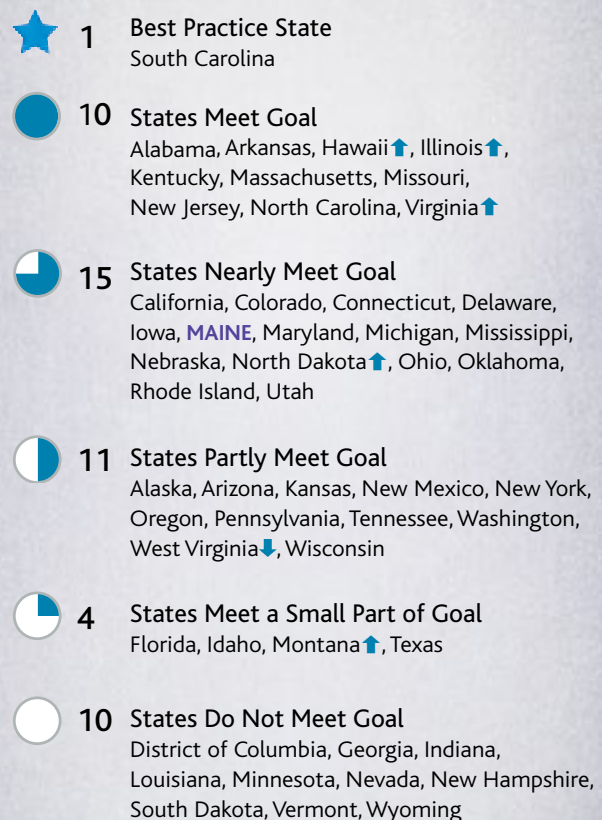 1 Best Practice State
South Carolina
10 States Meet Goal
Alabama, Arkansas, Hawaii⬆, Illinois⬆,
Kentucky, Massachusetts, Missouri,
New Jersey, North Carolina, Virginia⬆
15 States Nearly Meet Goal
California, Colorado, Connecticut, Delaware,
Iowa, MAINE, Maryland, Michigan, Mississippi,
Nebraska, North Dakota⬆, Ohio, Oklahoma,
Rhode Island, Utah
11 States Partly Meet Goal
Alaska, Arizona, Kansas, New Mexico, New York,
Oregon, Pennsylvania, Tennessee, Washington,
West Virginia⬇, Wisconsin
4 States Meet a Small Part of Goal
Florida, Idaho, Montana⬆, Texas
10 States Do Not Meet Goal
District of Columbia, Georgia, Indiana,
Louisiana, Minnesota, Nevada, New Hampshire,
South Dakota, Vermont, Wyoming